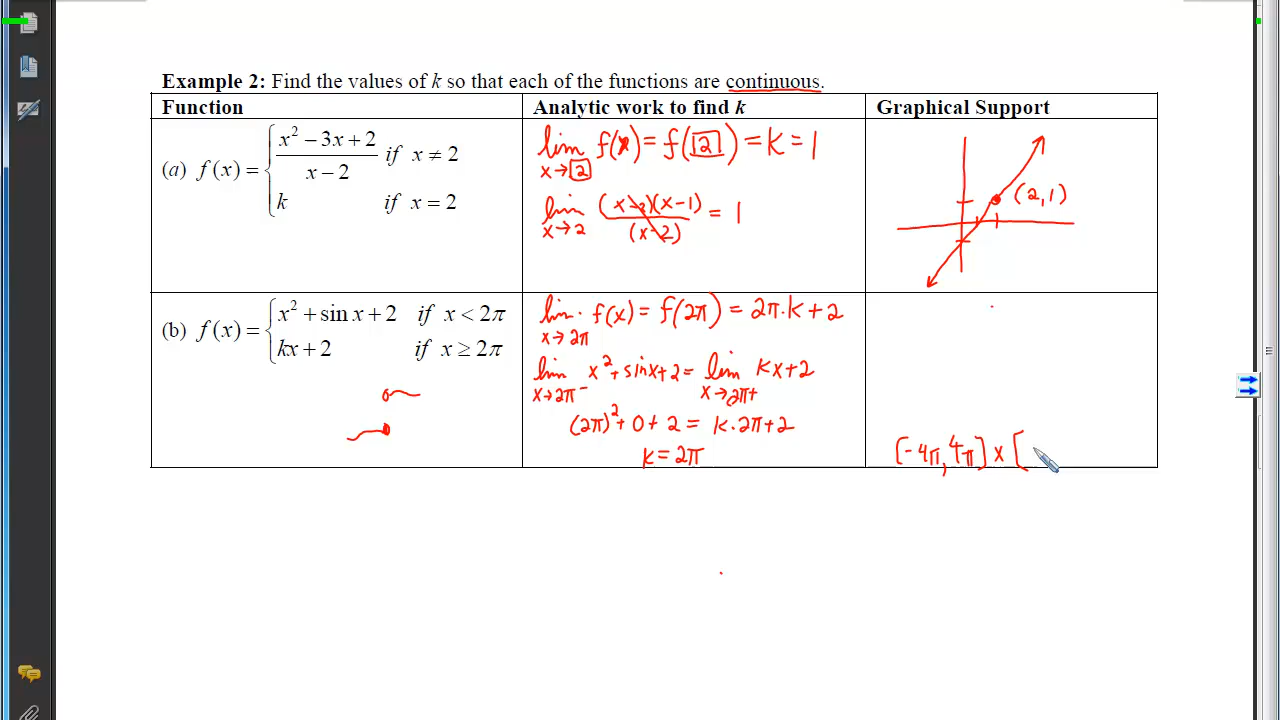 Example 2: Find the values of k so that each of the functions are continuous.
Function
Analytic work to find k
Graphical Support
(a) f(x) = { x² − 3x + 2 / x − 2 if x ≠ 2
k if x = 2
lim x→2 f(x) = f(2) = k = 1
lim x→2 (x−2)(x−1) / (x−2) = 1
(2,1)
(b) f(x) = { x² + sin x + 2 if x < 2π
kx + 2 if x ≥ 2π
lim x→2π f(x) = f(2π) = 2π·k + 2
lim x→2π⁻ x² + sin x + 2 = lim x→2π+ kx + 2
(2π)² + 0 + 2 = k·2π + 2
k = 2π
[-4π, 4π] x [